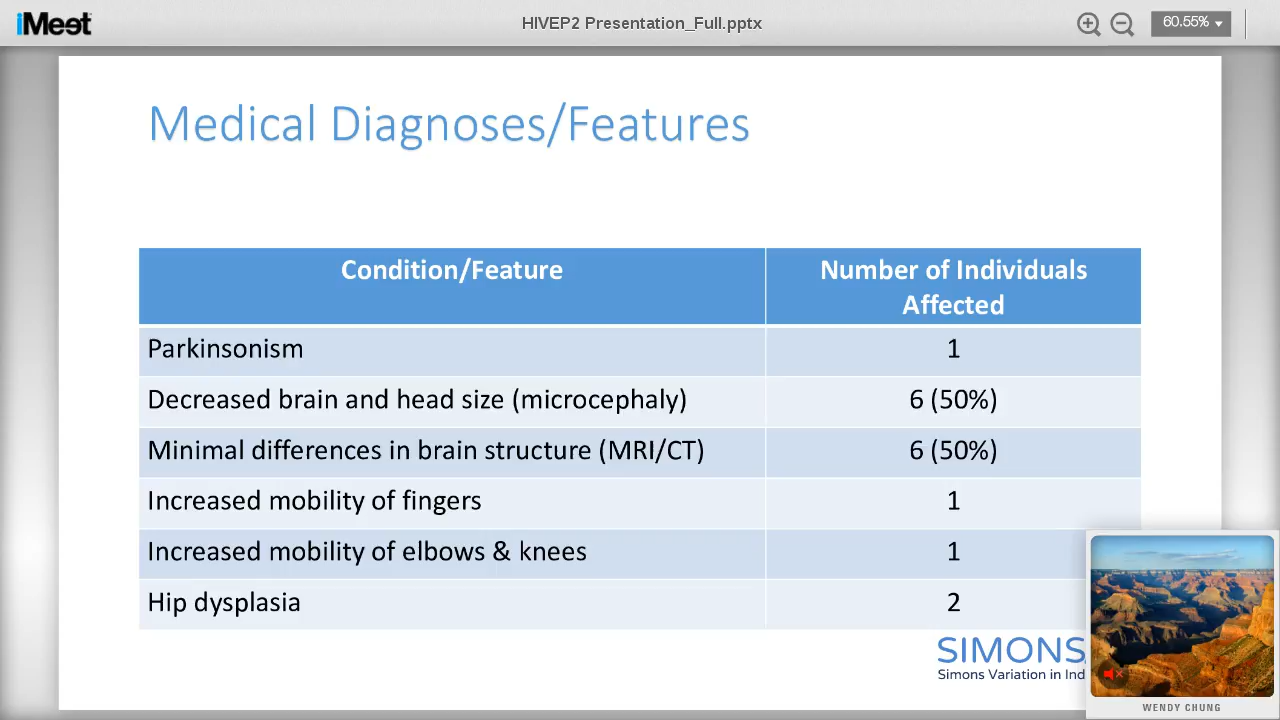 iMeet
HIVEP2 Presentation_Full.pptx
60.55%
Medical Diagnoses/Features
Condition/Feature
Number of Individuals
Affected
Parkinsonism
1
Decreased brain and head size (microcephaly)
6 (50%)
Minimal differences in brain structure (MRI/CT)
6 (50%)
Increased mobility of fingers
1
Increased mobility of elbows & knees
1
Hip dysplasia
2
SIMONS
Simons Variation in Ind
WENDY CHUNG